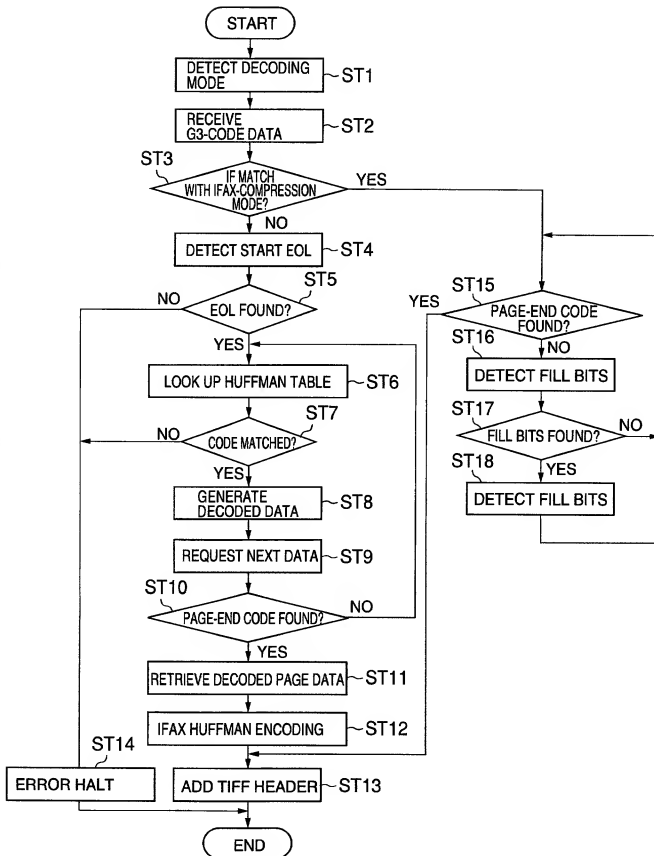 START
DETECT DECODING
MODE
ST1
RECEIVE
G3-CODE DATA
ST2
ST3
IF MATCH
WITH IFAX-COMPRESSION
MODE?
YES
NO
DETECT START EOL
ST4
ST5
NO
EOL FOUND?
YES
LOOK UP HUFFMAN TABLE
ST6
ST7
NO
CODE MATCHED?
YES
GENERATE
DECODED DATA
ST8
REQUEST NEXT DATA
ST9
ST10
PAGE-END CODE FOUND?
NO
YES
RETRIEVE DECODED PAGE DATA
ST11
IFAX HUFFMAN ENCODING
ST12
ST14
ERROR HALT
ADD TIFF HEADER
ST13
END
ST15
YES
PAGE-END CODE
FOUND?
ST16
NO
DETECT FILL BITS
ST17
FILL BITS FOUND?
NO
ST18
YES
DETECT FILL BITS